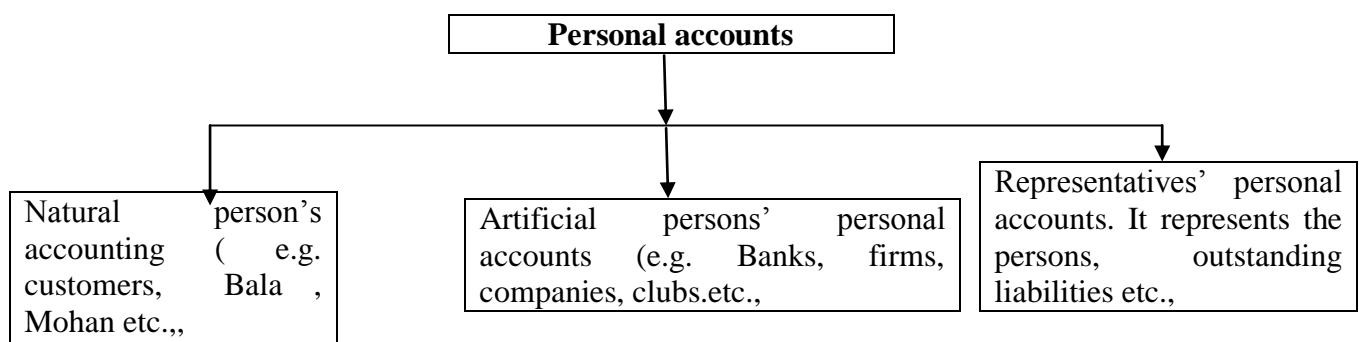 Personal accounts
Natural person's
accounting ( e.g.
customers, Bala ,
Mohan etc.,,
Artificial persons' personal
accounts (e.g. Banks, firms,
companies, clubs.etc.,
Representatives' personal
accounts. It represents the
persons, outstanding
liabilities etc.,